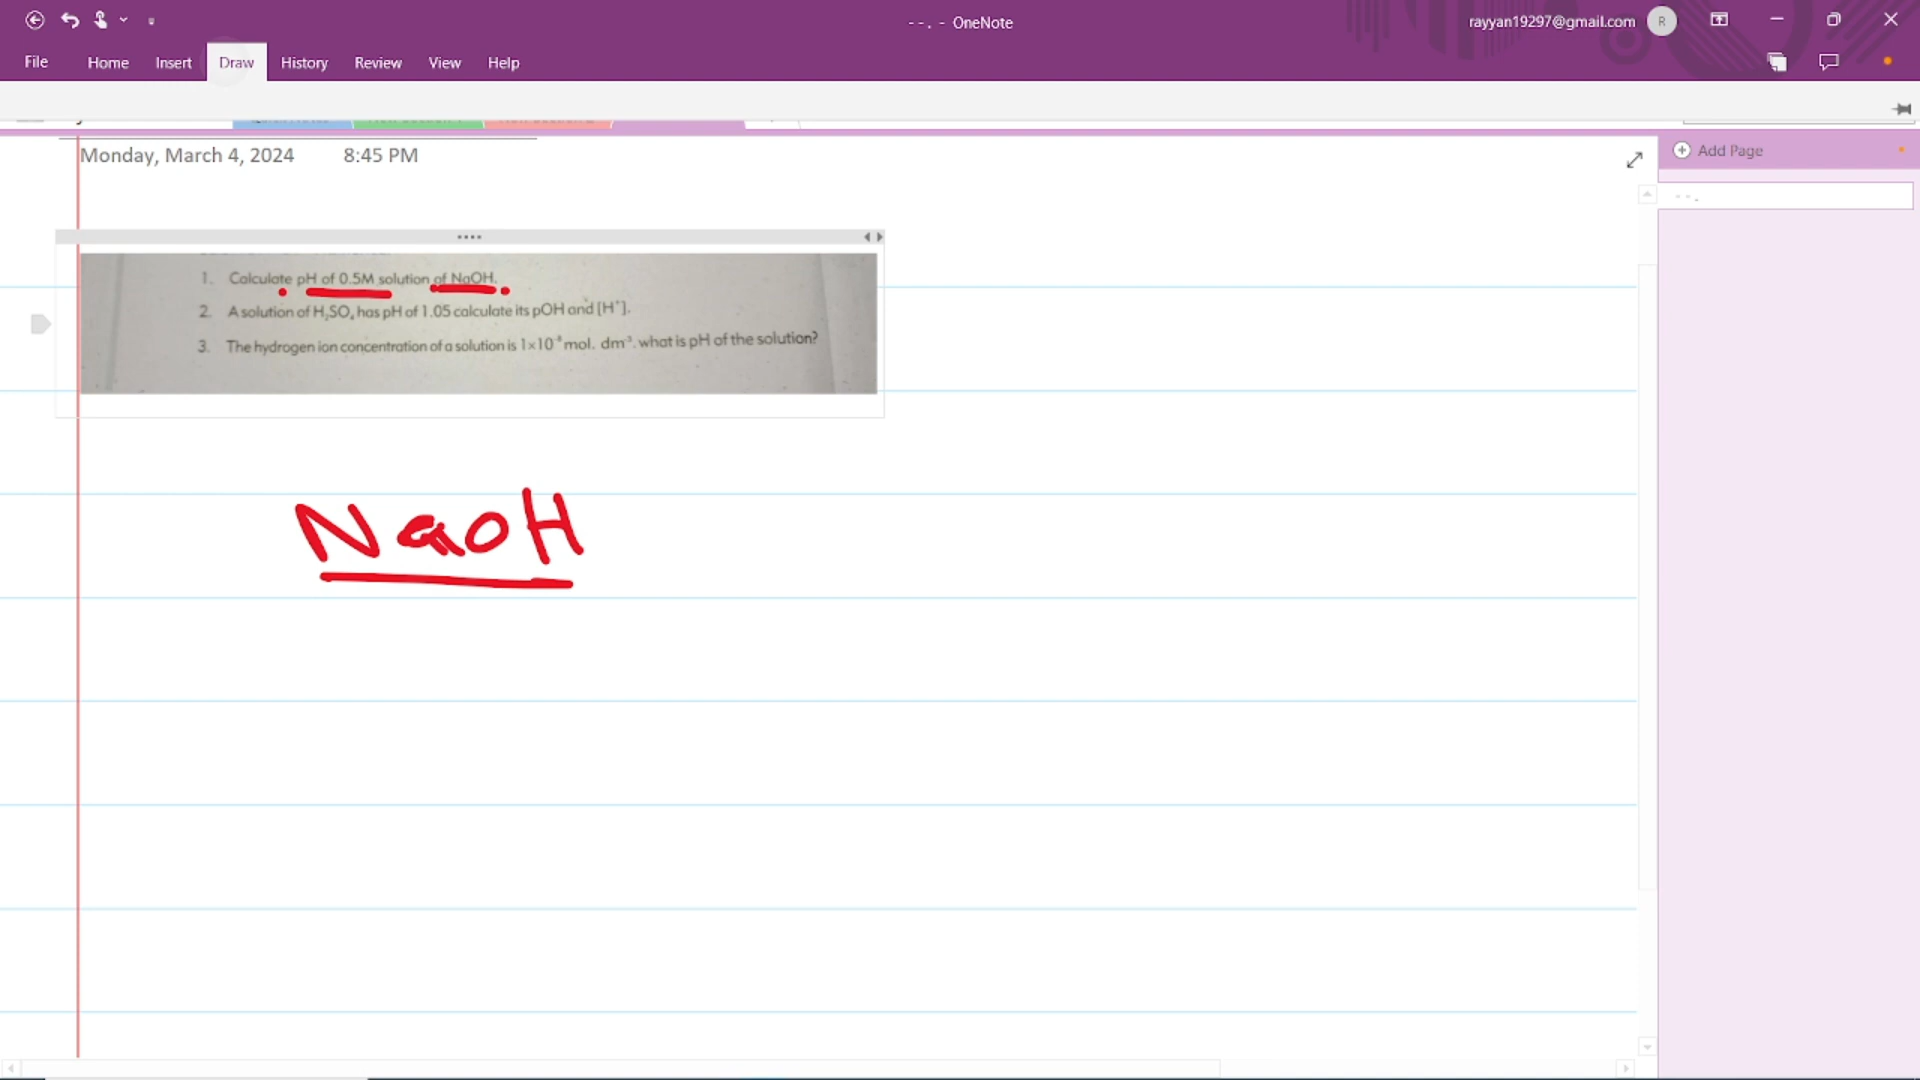 - - . - OneNote
rayyan19297@gmail.com
R
File Home Insert Draw History Review View Help
Monday, March 4, 2024 8:45 PM
Add Page
- - .
1. Calculate pH of 0.5M solution of NaOH.
2. A solution of H₂SO₄ has pH of 1.05 calculate its pOH and [H⁺].
3. The hydrogen ion concentration of a solution is 1×10⁻⁸ mol. dm⁻³. what is pH of the solution?
NaOH